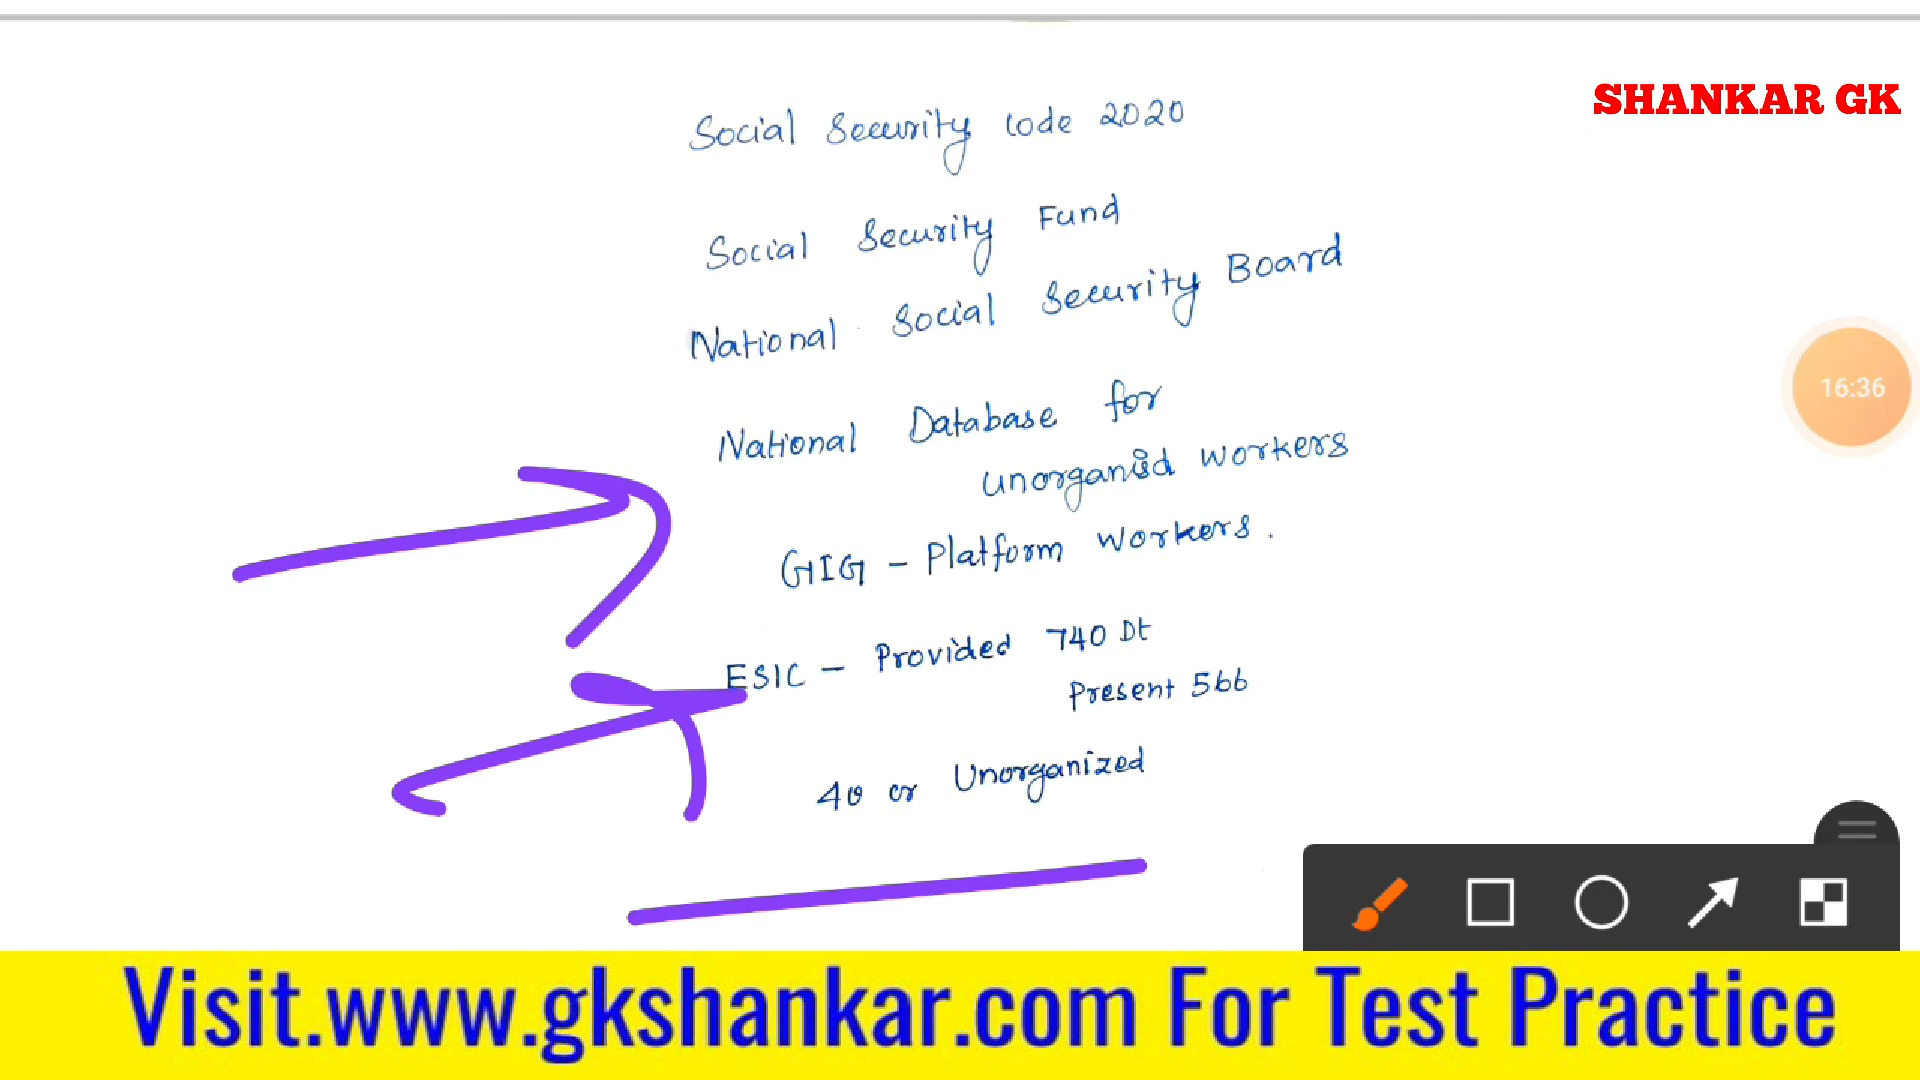 SHANKAR GK
Social Security Code 2020
Social Security Fund
National Social Security Board
National Database for
unorganised workers
GIG - Platform workers.
16:36
ESIC - Provided 740 Dt
Present 566
40 cr Unorganized
Visit.www.gkshankar.com For Test Practice